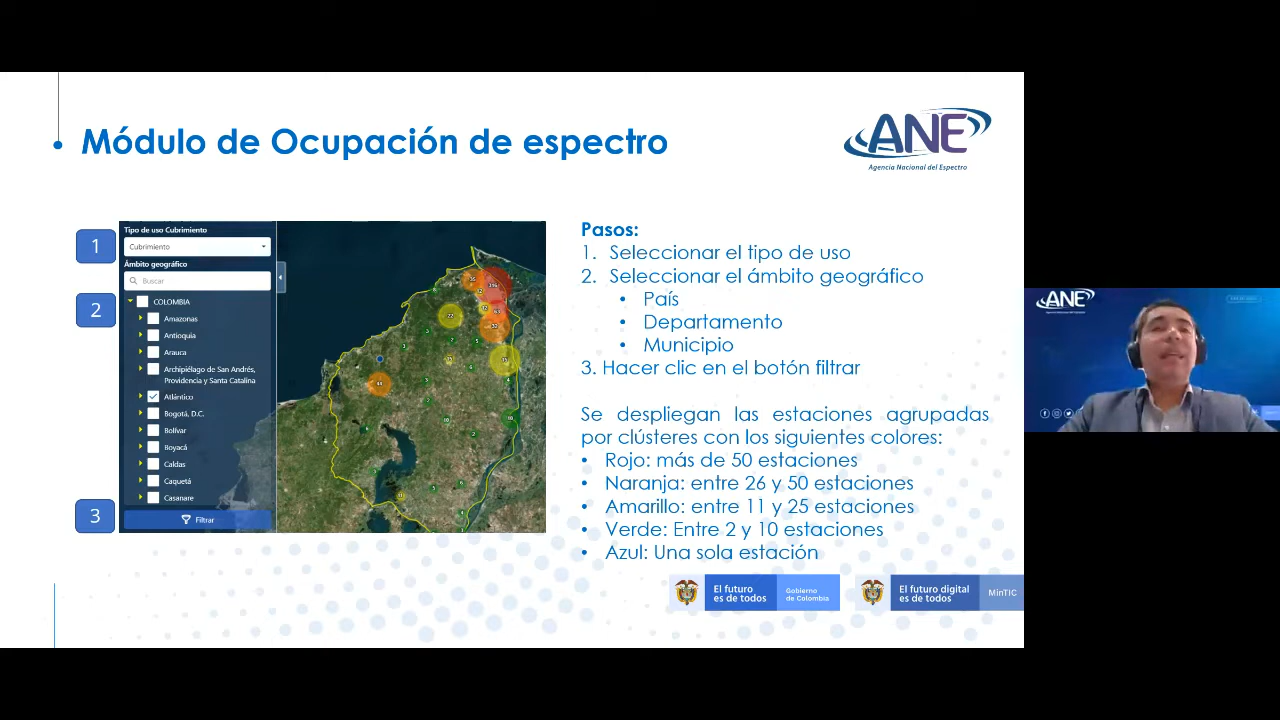 Módulo de Ocupación de espectro
ANE
Agencia Nacional del Espectro
1
2
3
Tipo de uso Cubrimiento
Cubrimiento
Ámbito geográfico
Buscar
COLOMBIA
Amazonas
Antioquia
Arauca
Archipiélago de San Andrés,
Providencia y Santa Catalina
Atlántico
Bogotá, D.C.
Bolívar
Boyacá
Caldas
Caquetá
Casanare
Filtrar
Pasos:
1. Seleccionar el tipo de uso
2. Seleccionar el ámbito geográfico
• País
• Departamento
• Municipio
3. Hacer clic en el botón filtrar
Se despliegan las estaciones agrupadas
por clústeres con los siguientes colores:
• Rojo: más de 50 estaciones
• Naranja: entre 26 y 50 estaciones
• Amarillo: entre 11 y 25 estaciones
• Verde: Entre 2 y 10 estaciones
• Azul: Una sola estación
El futuro
es de todos
Gobierno
de Colombia
El futuro digital
es de todos
MinTIC
ANE